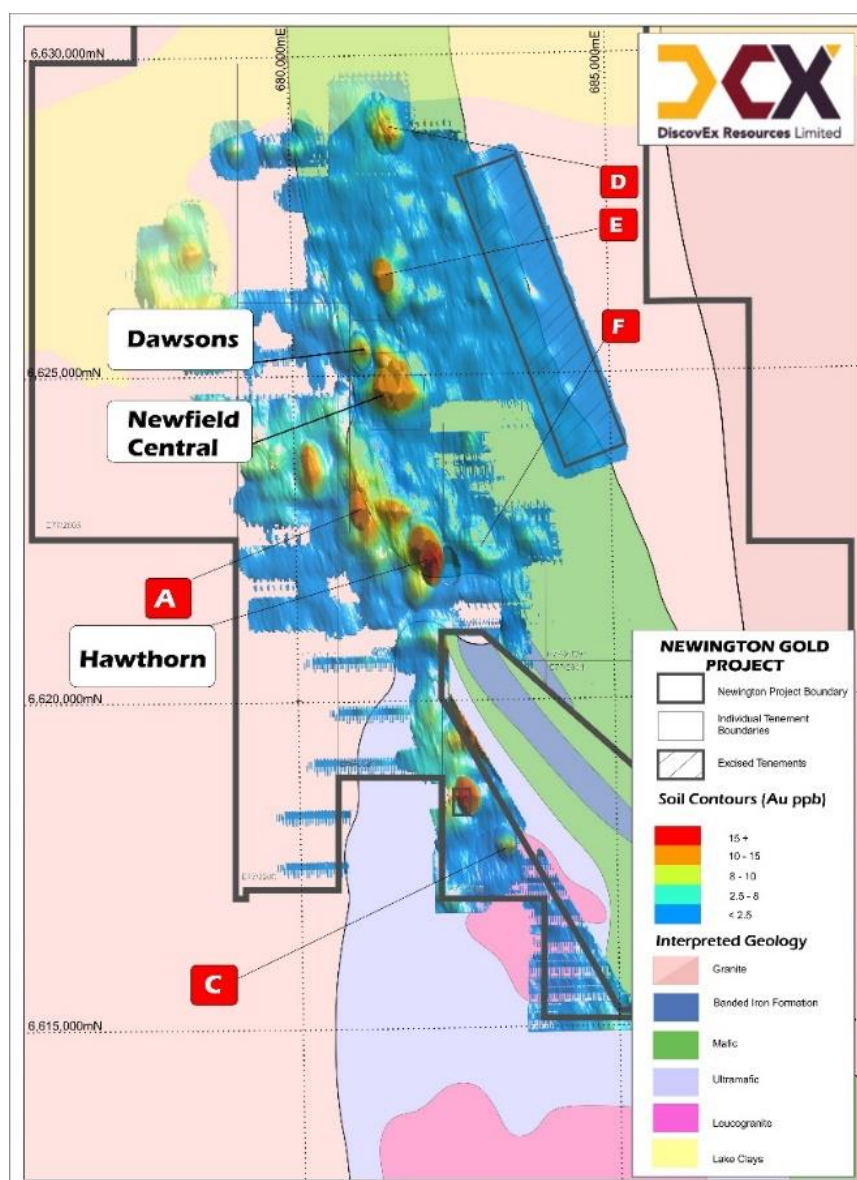 6,630,000mN
680,000mE
685,000mE
DCX
DiscovEx Resources Limited
D
E
Dawsons
F
6,625,000mN
Newfield
Central
A
Hawthorn
NEWINGTON GOLD
PROJECT
Newington Project Boundary
6,620,000mN
Individual Tenement
Boundaries
Excised Tenements
Soil Contours (Au ppb)
15 +
10 - 15
8 - 10
2.5 - 8
< 2.5
Interpreted Geology
C
Granite
Banded Iron Formation
6,615,000mN
Mafic
Ultramafic
Leucogranite
Lake Clays